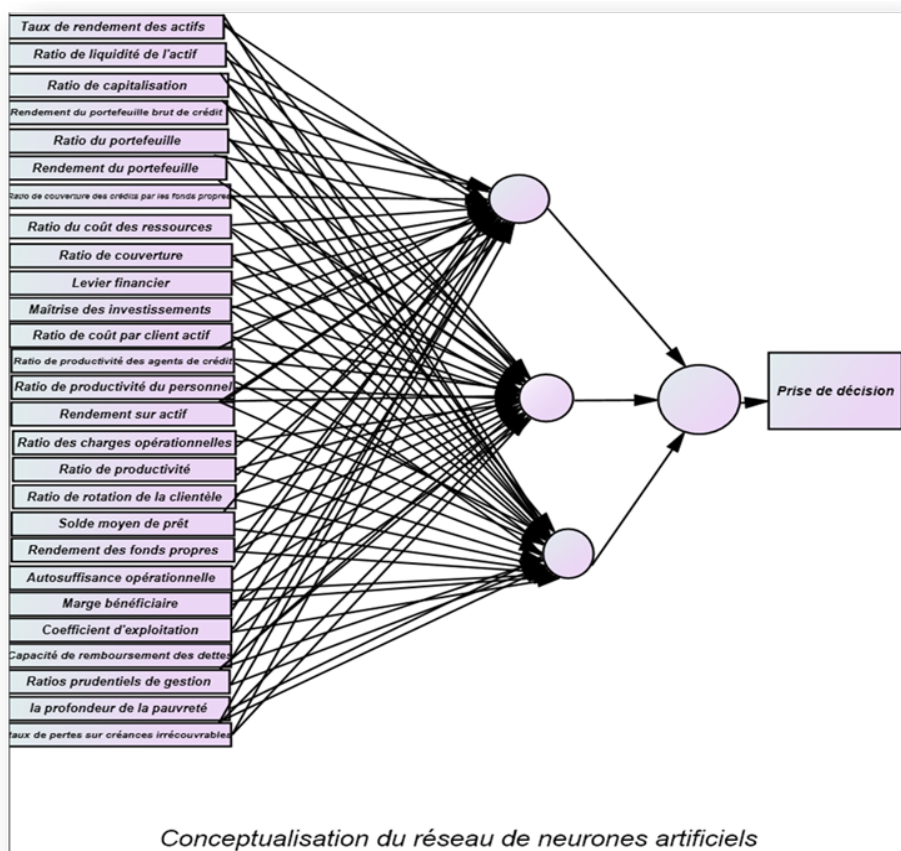 Taux de rendement des actifs
Ratio de liquidité de l'actif
Ratio de capitalisation
Rendement du portefeuille brut de crédit
Ratio du portefeuille
Rendement du portefeuille
Ratio de couverture des crédits par les fonds propres
Ratio du coût des ressources
Ratio de couverture
Levier financier
Maîtrise des investissements
Ratio de coût par client actif
Ratio de productivité des agents de crédit
Ratio de productivité du personnel
Rendement sur actif
Ratio des charges opérationnelles
Ratio de productivité
Ratio de rotation de la clientèle
Solde moyen de prêt
Rendement des fonds propres
Autosuffisance opérationnelle
Marge bénéficiaire
Coefficient d'exploitation
Capacité de remboursement des dettes
Ratios prudentiels de gestion
la profondeur de la pauvreté
taux de pertes sur créances irrécouvrables
Prise de décision
Conceptualisation du réseau de neurones artificiels